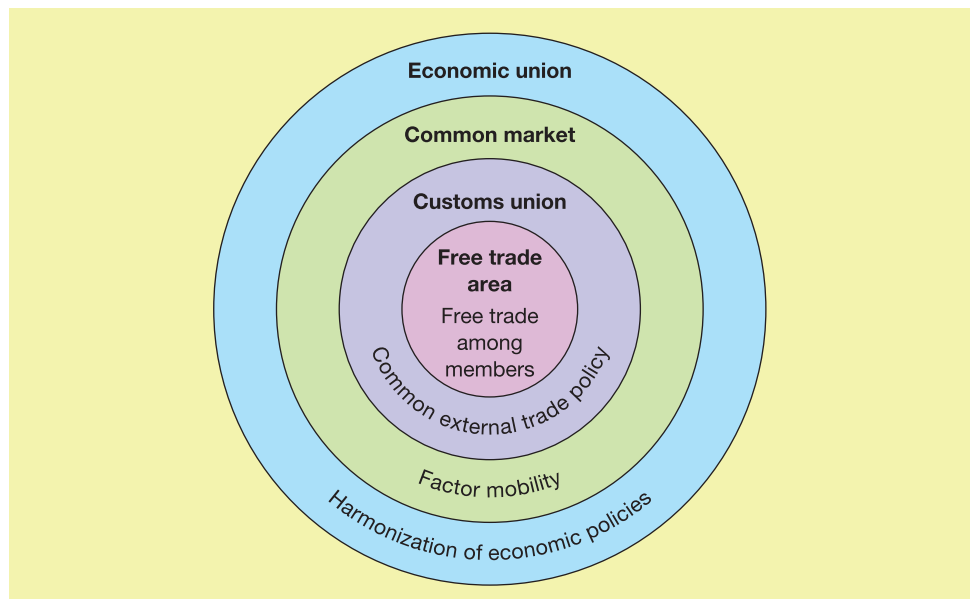 Economic union
Common market
Customs union
Free trade
area
Free trade
among
members
Common external trade policy
Factor mobility
Harmonization of economic policies